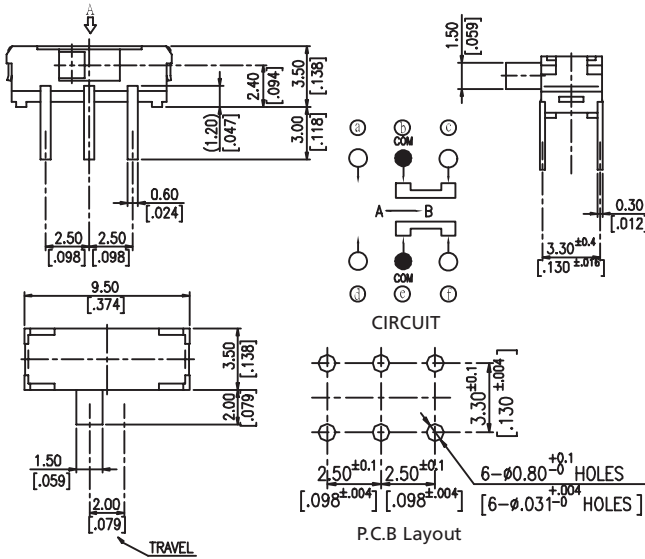 A
2.40
[.094]
3.50
[.138]
(1.20)
[.047]
3.00
[.118]
0.60
[.024]
2.50 2.50
[.098] [.098]
1.50
[.059]
0.30
[.012]
3.30±0.4
[.130±.016]
ⓐ ⓑ ⓒ
COM
A B
COM
ⓓ ⓔ ⓕ
CIRCUIT
9.50
[.374]
3.50
[.138]
2.00
[.079]
1.50
[.059]
2.00
[.079]
TRAVEL
3.30±0.1
[.130±.004]
2.50±0.1 2.50±0.1
[.098±.004] [.098±.004]
6-ø0.80+0.1-0 HOLES
[6-ø.031+.004-0 HOLES]
P.C.B Layout